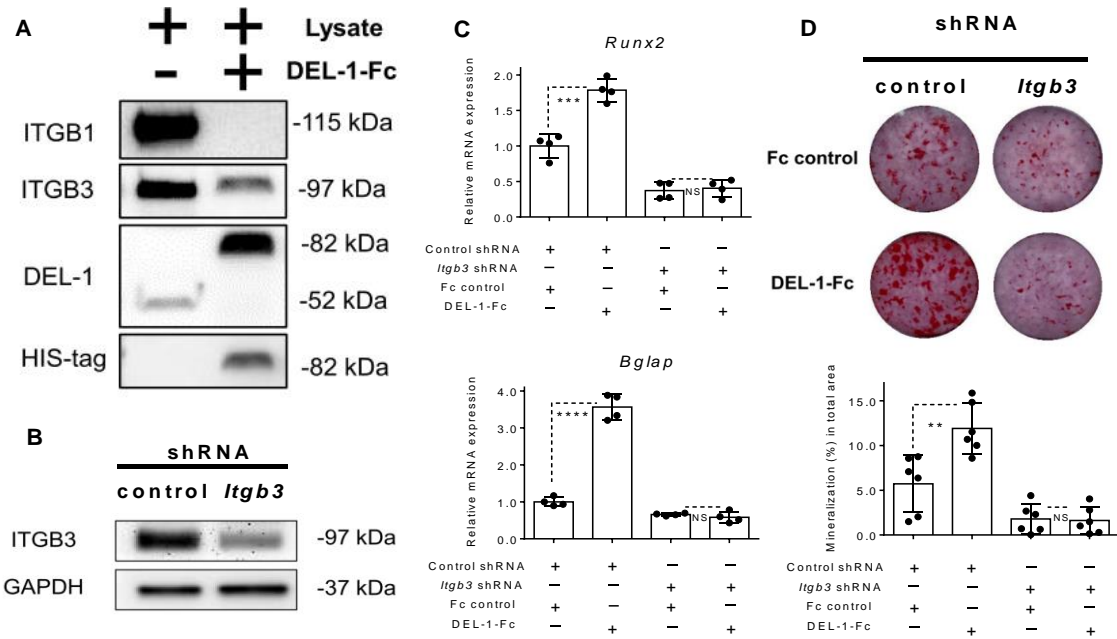 A
+ + Lysate
- + DEL-1-Fc
ITGB1 -115 kDa
ITGB3 -97 kDa
DEL-1 -82 kDa
-52 kDa
HIS-tag -82 kDa
B
shRNA
control Itgb3
ITGB3 -97 kDa
GAPDH -37 kDa
C
Runx2
Relative mRNA expression
2.0
1.5
1.0
0.5
0.0
***
NS
Control shRNA + + – –
Itgb3 shRNA – – + +
Fc control + – + –
DEL-1-Fc – + – +
Bglap
Relative mRNA expression
4.0
3.0
2.0
1.0
0.0
****
NS
Control shRNA + + – –
Itgb3 shRNA – – + +
Fc control + – + –
DEL-1-Fc – + – +
D
shRNA
control Itgb3
Fc control
DEL-1-Fc
Mineralization (%) in total area
15.0
10.0
5.0
0.0
**
NS
Control shRNA + + – –
Itgb3 shRNA – – + +
Fc control + – + –
DEL-1-Fc – + – +